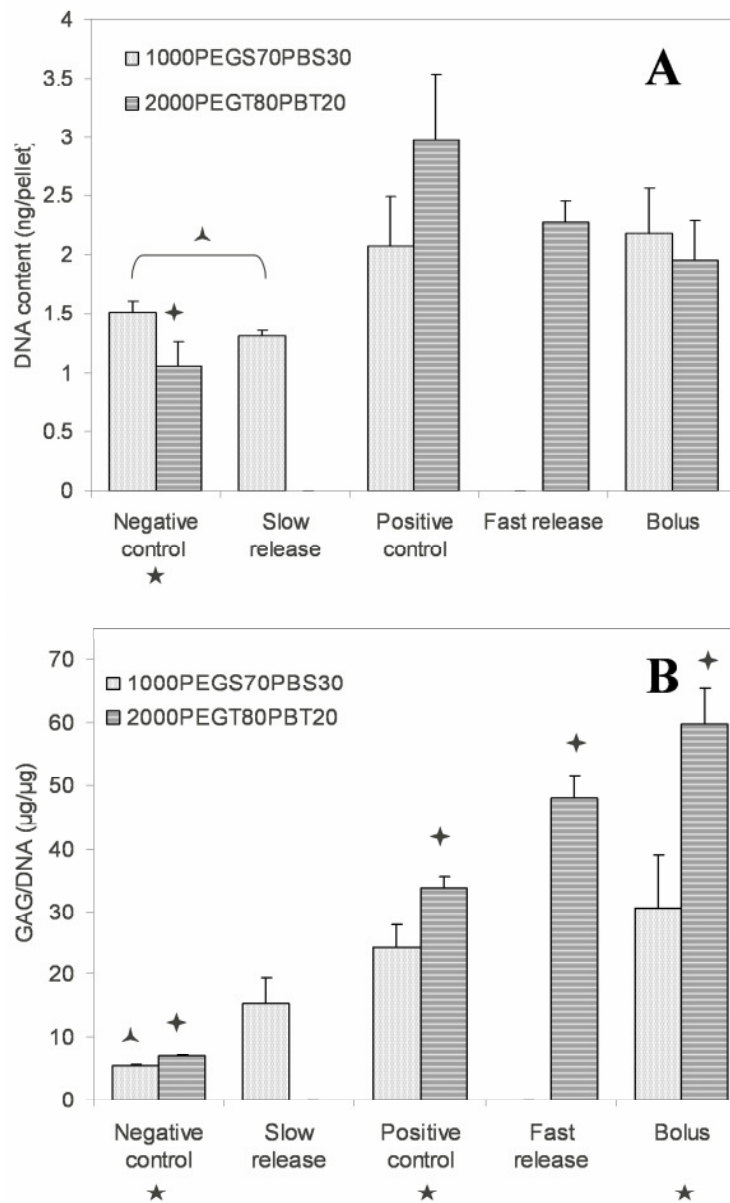 4
3.5
3
2.5
2
1.5
1
0.5
0
DNA content (ng/pellet)
1000PEGS70PBS30
2000PEGT80PBT20
A
Negative control
Slow release
Positive control
Fast release
Bolus
70
60
50
40
30
20
10
0
GAG/DNA (µg/µg)
1000PEGS70PBS30
2000PEGT80PBT20
B
Negative control
Slow release
Positive control
Fast release
Bolus